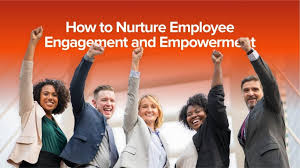 How to Nurture Employee
Engagement and Empowerment